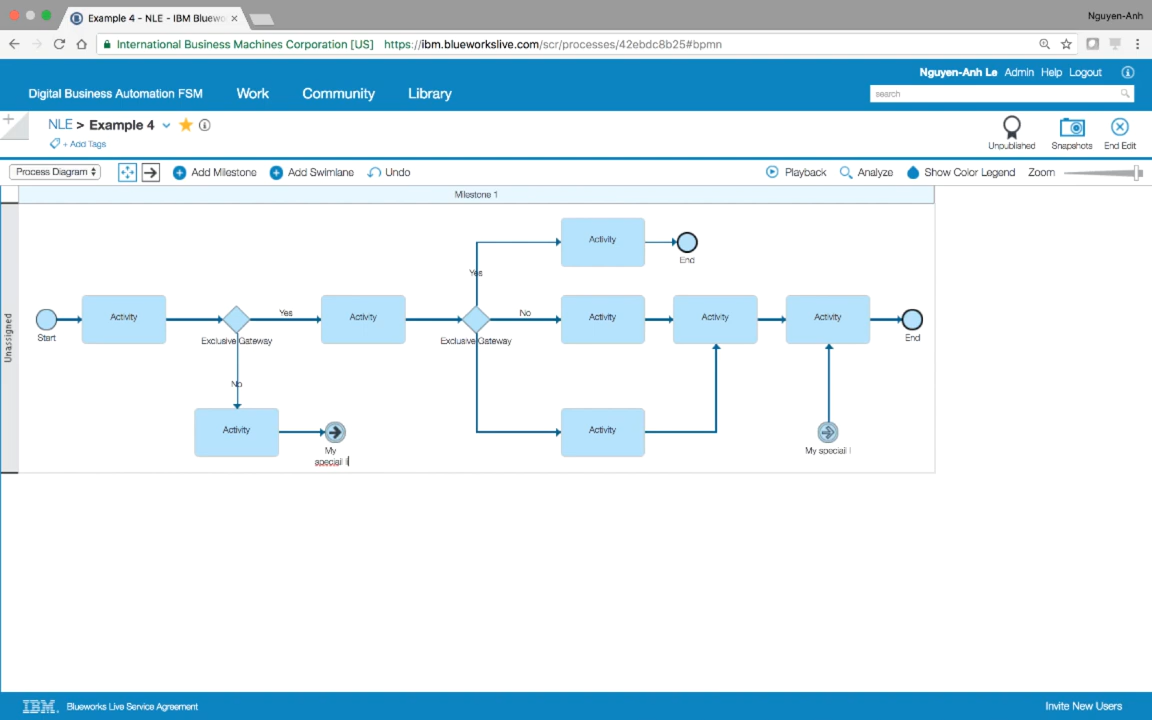 Nguyen-Anh
Example 4 - NLE - IBM Bluewo
International Business Machines Corporation [US] https://ibm.blueworkslive.com/scr/processes/42ebdc8b25#bpmn
Nguyen-Anh Le Admin Help Logout
Digital Business Automation FSM Work Community Library
search
NLE > Example 4
+ Add Tags
Unpublished Snapshots End Edit
Process Diagram Add Milestone Add Swimlane Undo Playback Analyze Show Color Legend Zoom
Milestone 1
Unassigned
Activity
End
Yes
Start
Activity
Exclusive Gateway
Yes
Activity
Exclusive Gateway
No
Activity
Activity
Activity
End
No
Activity
My
speciail l
Activity
My speciail l
IBM. Blueworks Live Service Agreement
Invite New Users